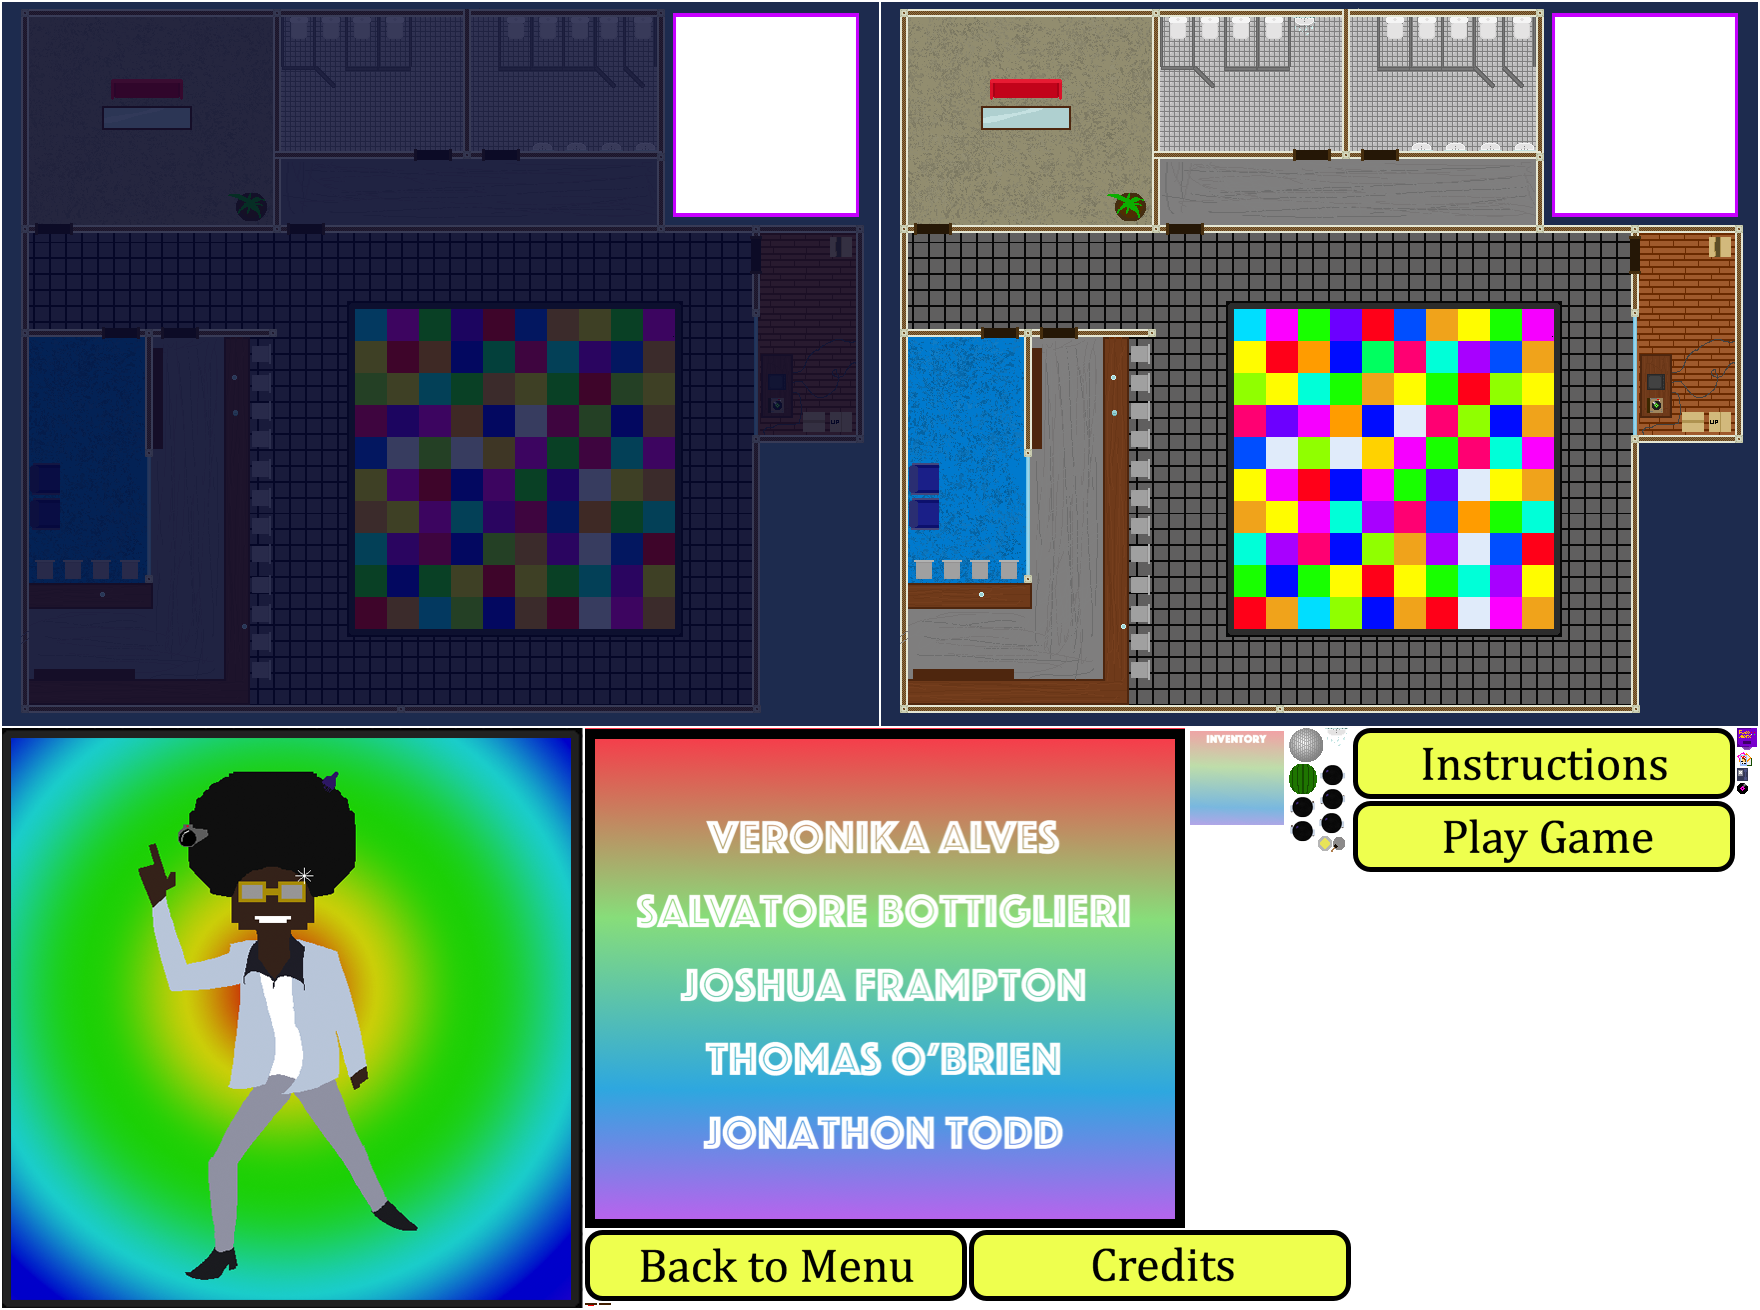 UP
UP
INVENTORY
Instructions
Play Game
VERONIKA ALVES
SALVATORE BOTTIGLIERI
JOSHUA FRAMPTON
THOMAS O'BRIEN
JONATHON TODD
Back to Menu
Credits